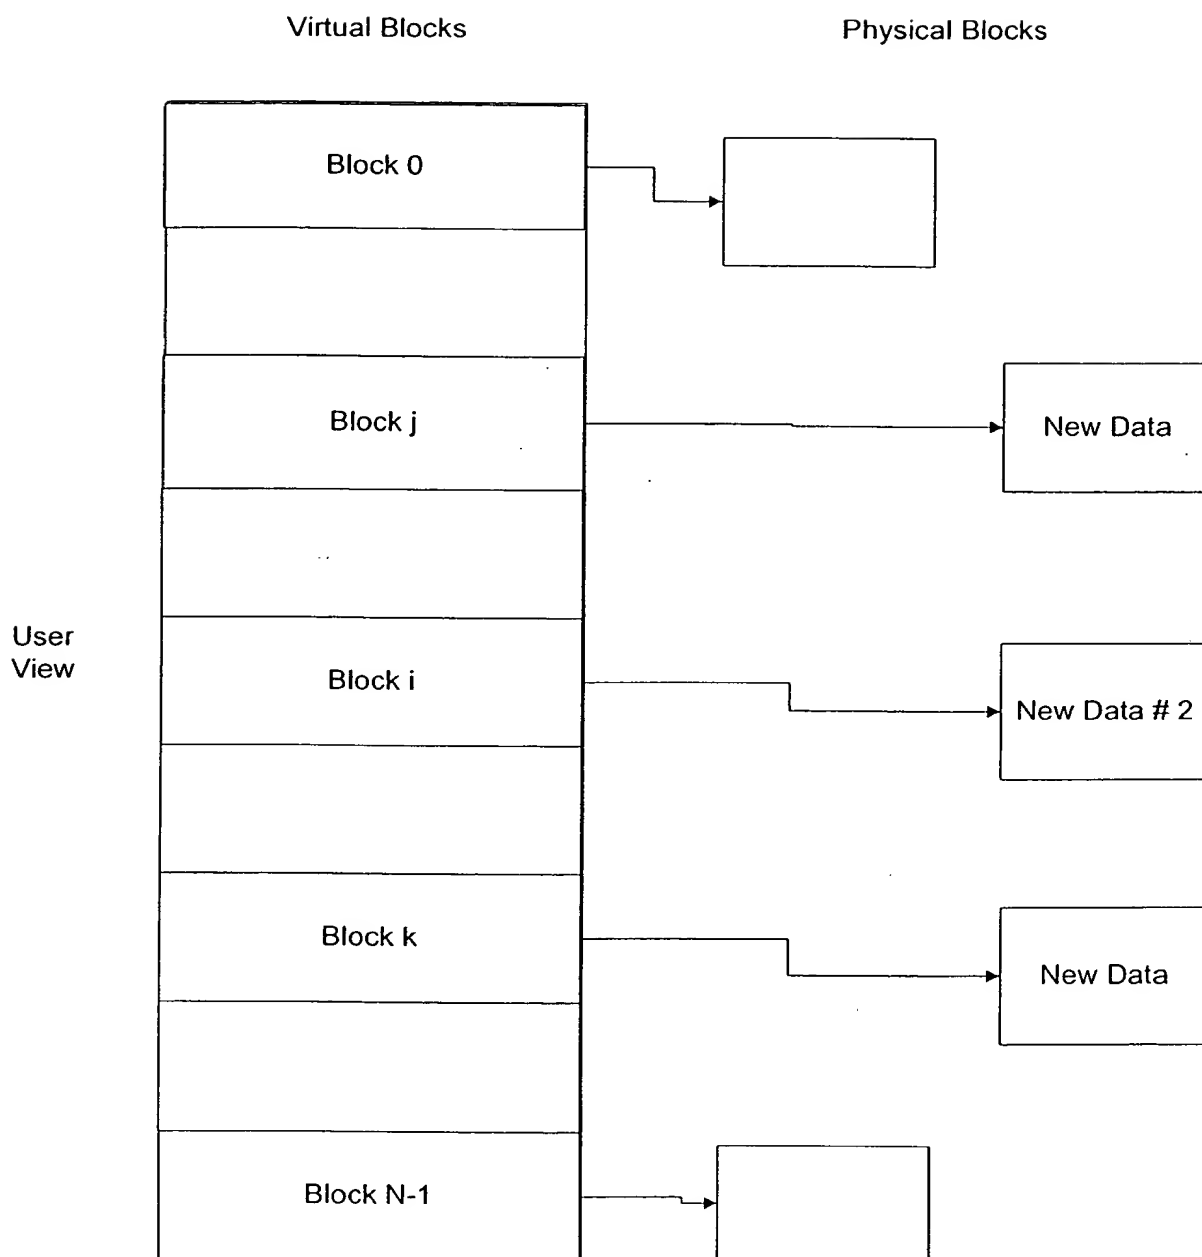 Virtual Blocks
Physical Blocks
Block 0
Block j
New Data
User
View
Block i
New Data # 2
Block k
New Data
Block N-1